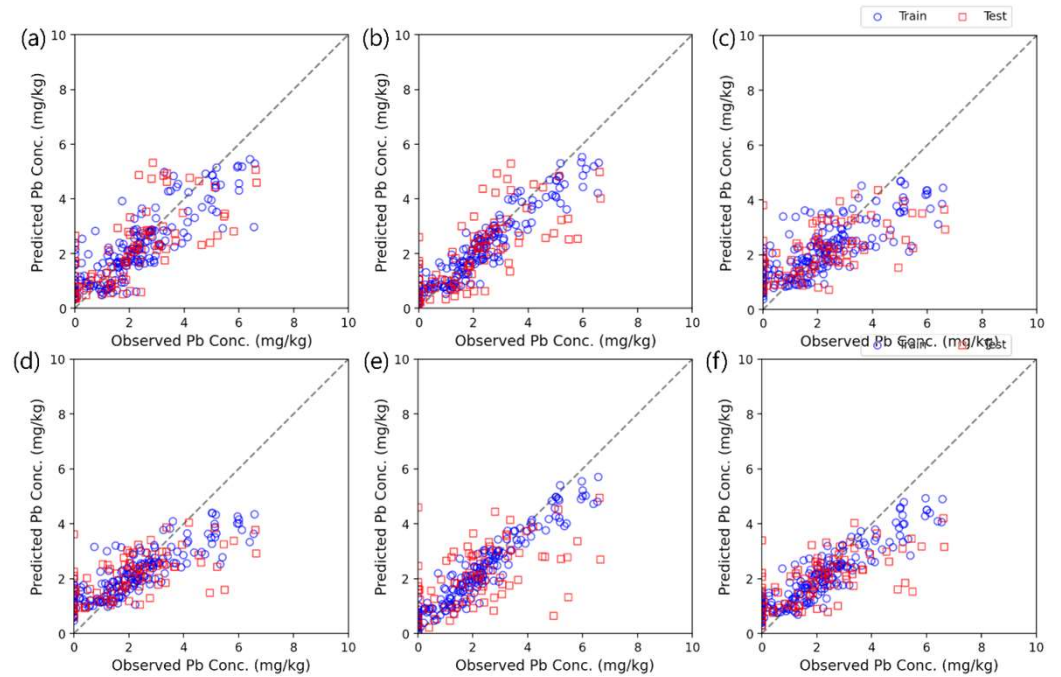 Train Test
(a) (b) (c)
10 10 10
8 8 8
6 6 6
4 4 4
2 2 2
0 0 0
Predicted Pb Conc. (mg/kg) Predicted Pb Conc. (mg/kg) Predicted Pb Conc. (mg/kg)
0 2 4 6 8 10 0 2 4 6 8 10 0 2 4 6 8 10
Observed Pb Conc. (mg/kg) Observed Pb Conc. (mg/kg) Observed Pb Conc. (mg/kg)
Train Test
(d) (e) (f)
10 10 10
8 8 8
6 6 6
4 4 4
2 2 2
0 0 0
Predicted Pb Conc. (mg/kg) Predicted Pb Conc. (mg/kg) Predicted Pb Conc. (mg/kg)
0 2 4 6 8 10 0 2 4 6 8 10 0 2 4 6 8 10
Observed Pb Conc. (mg/kg) Observed Pb Conc. (mg/kg) Observed Pb Conc. (mg/kg)